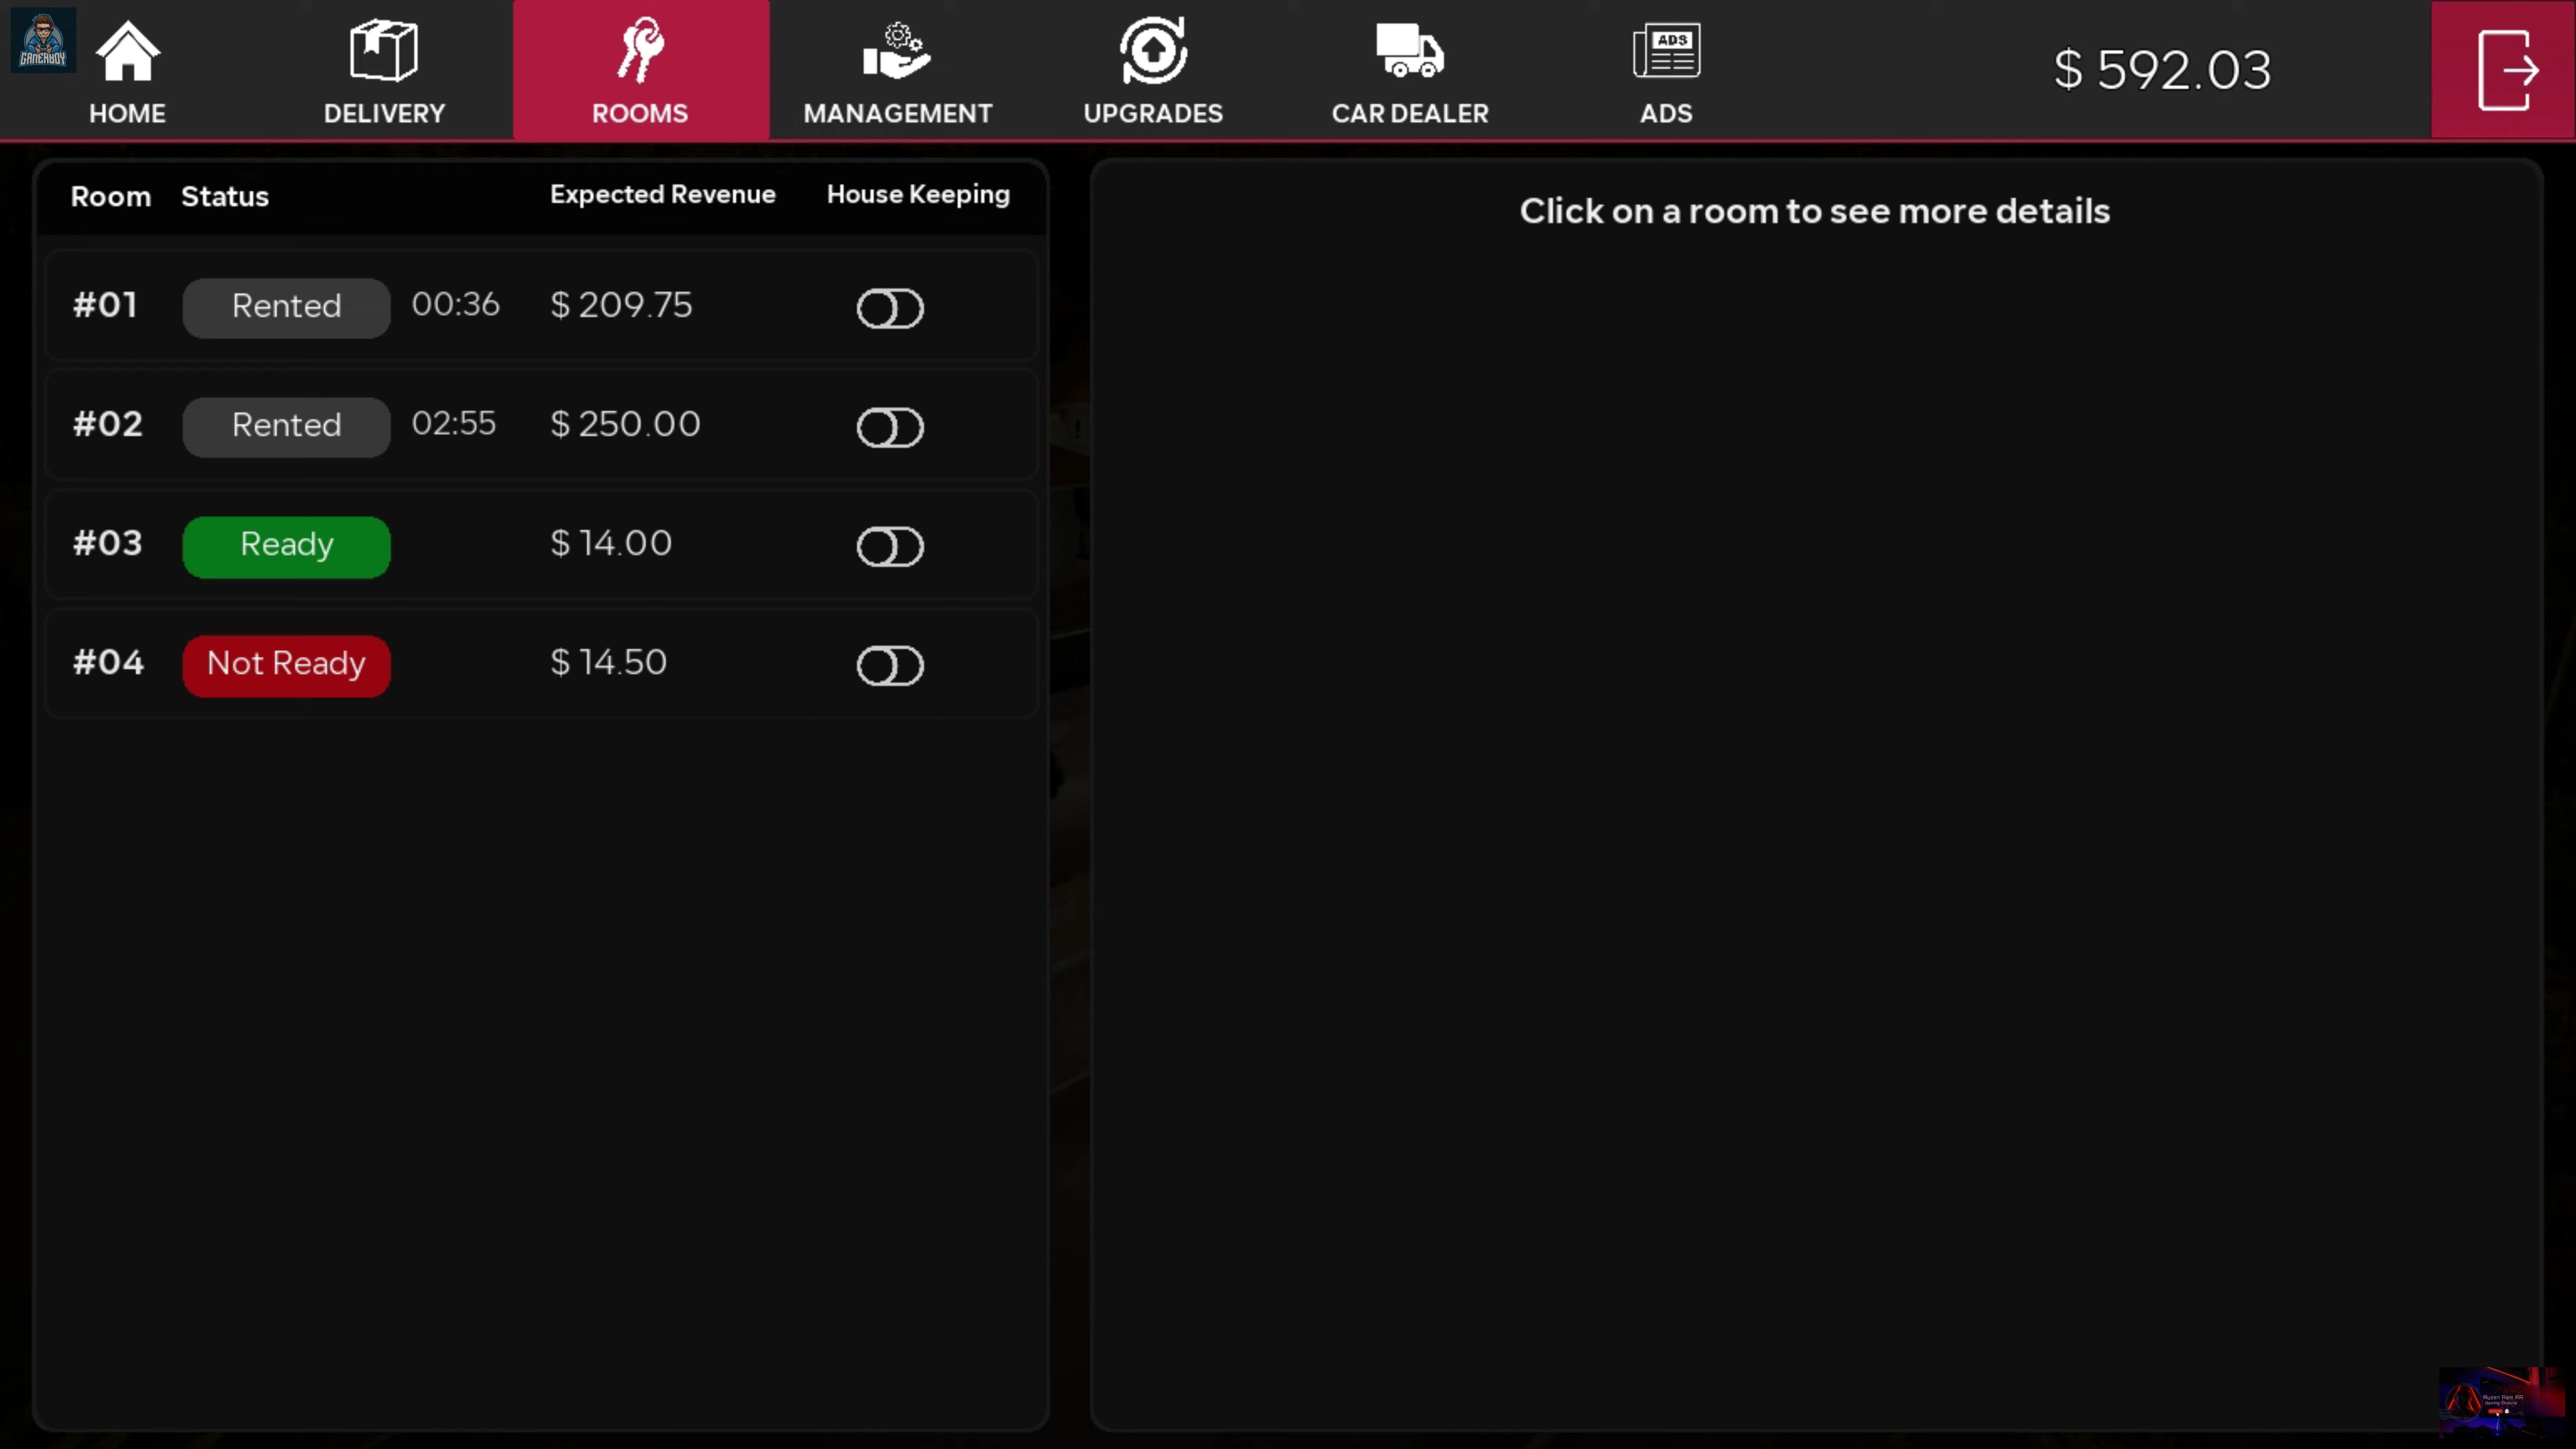 GAMERBOY
HOME
DELIVERY
ROOMS
MANAGEMENT
UPGRADES
CAR DEALER
ADS
ADS
$ 592.03
Room Status Expected Revenue House Keeping
#01 Rented 00:36 $ 209.75
#02 Rented 02:55 $ 250.00
#03 Ready $ 14.00
#04 Not Ready $ 14.50
Click on a room to see more details